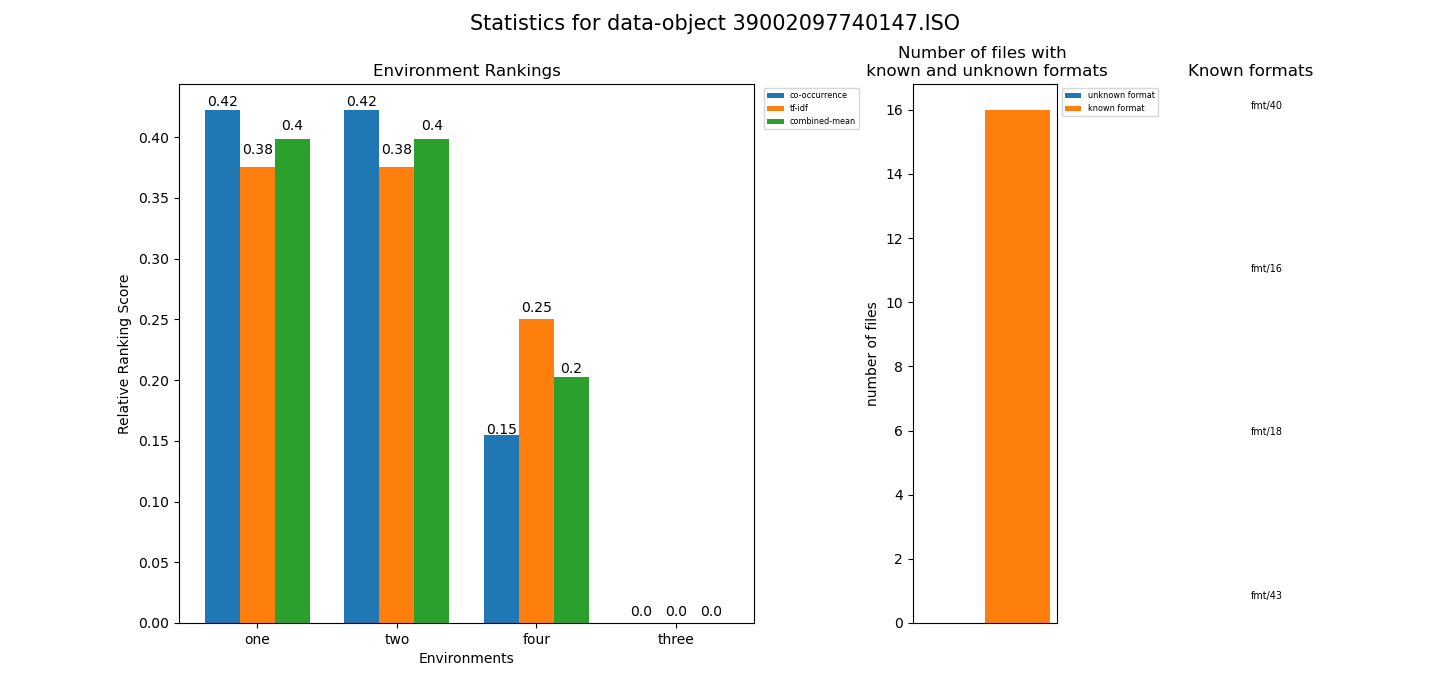 Statistics for data-object 39002097740147.ISO
Environment Rankings
Relative Ranking Score
0.40
0.35
0.30
0.25
0.20
0.15
0.10
0.05
0.00
0.42
0.38
0.4
0.42
0.38
0.4
0.15
0.25
0.2
0.0
0.0
0.0
one
two
four
three
Environments
co-occurrence
tf-idf
combined-mean
Number of files with
known and unknown formats
number of files
16
14
12
10
8
6
4
2
0
unknown format
known format
Known formats
fmt/40
fmt/16
fmt/18
fmt/43